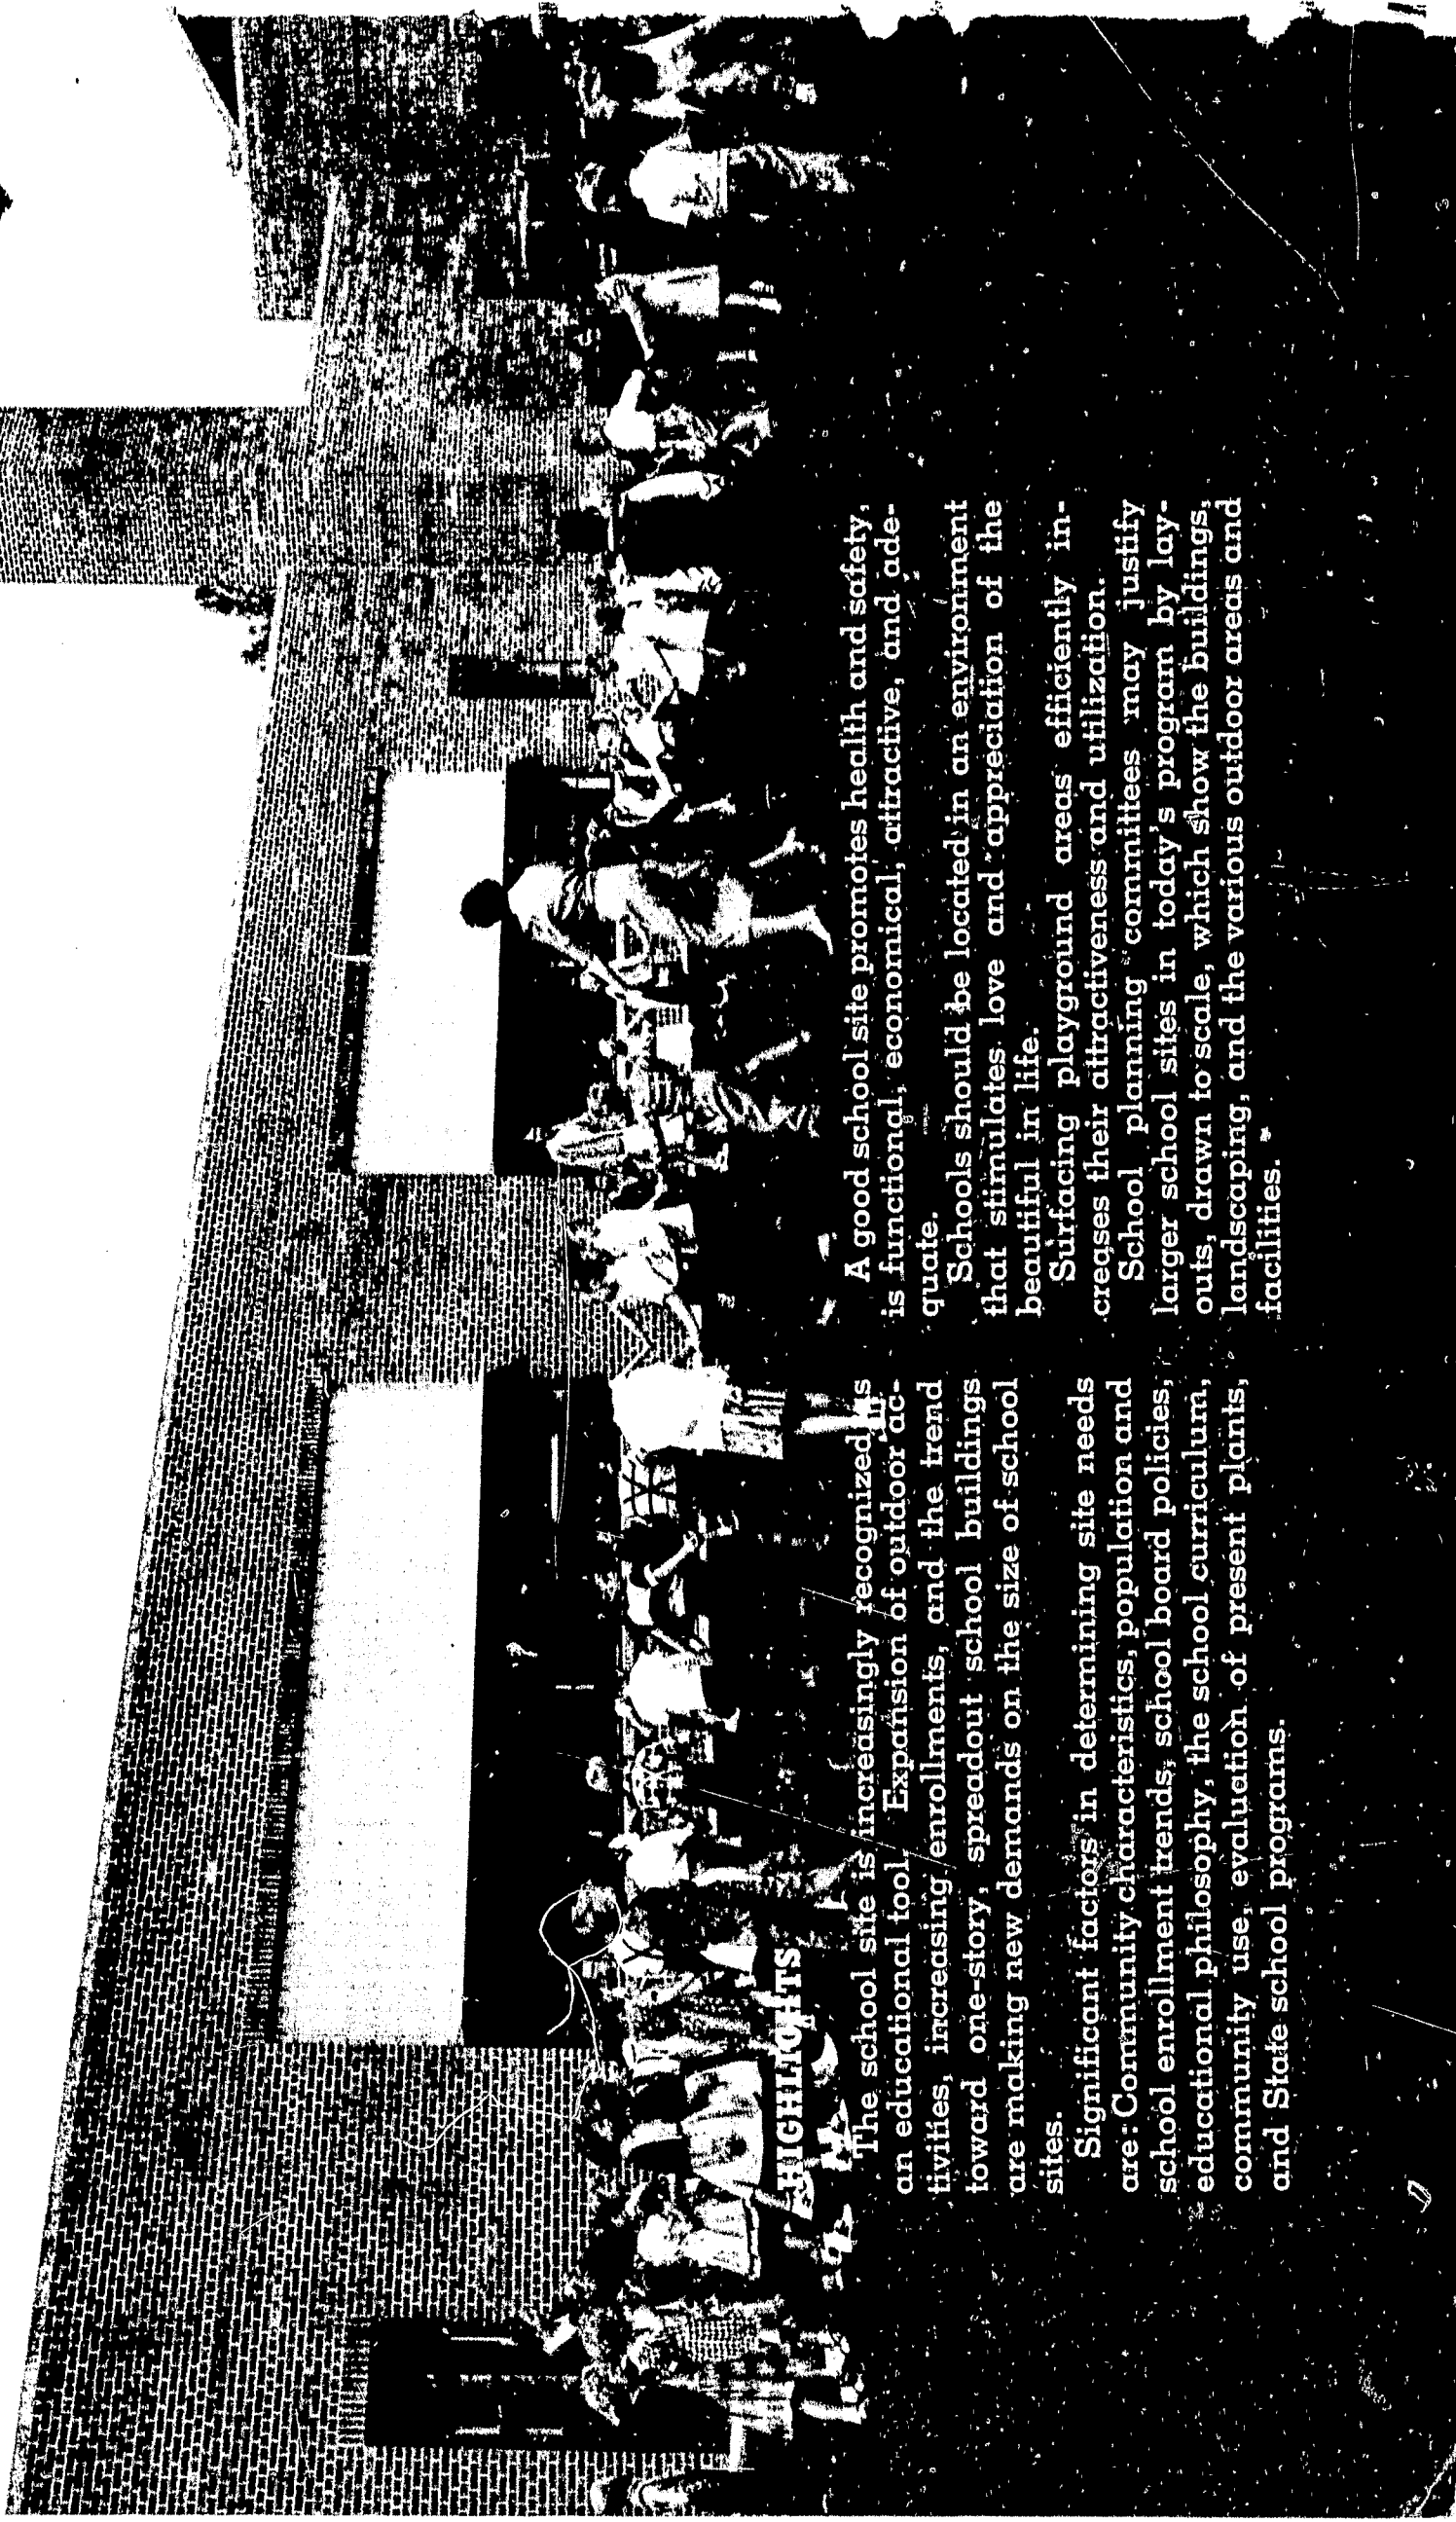 HIGHLIGHTS
The school site is increasingly recognized as
an educational tool. Expansion of outdoor ac-
tivities, increasing enrollments, and the trend
toward one-story, spreadout school buildings
are making new demands on the size of school
sites.
Significant factors in determining site needs
are: Community characteristics, population and
school enrollment trends, school board policies,
educational philosophy, the school curriculum,
community use, evaluation of present plants,
and State school programs.
A good school site promotes health and safety,
is functional, economical, attractive, and ade-
quate.
Schools should be located in an environment
that stimulates love and appreciation of the
beautiful in life.
Surfacing playground areas efficiently in-
creases their attractiveness and utilization.
School planning committees may justify
larger school sites in today's program by lay-
outs, drawn to scale, which show the buildings,
landscaping, and the various outdoor areas and
facilities.